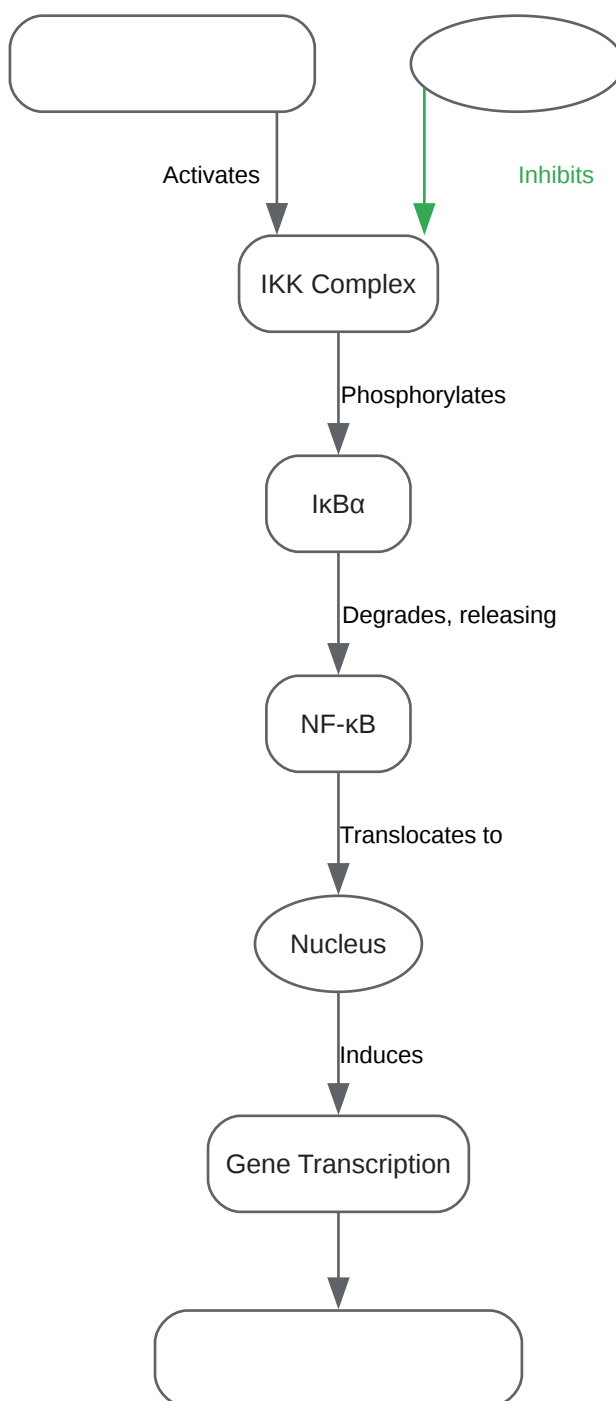 Activates
Inhibits
IKK Complex
Phosphorylates
IκBα
Degrades, releasing
NF-κB
Translocates to
Nucleus
Induces
Gene Transcription